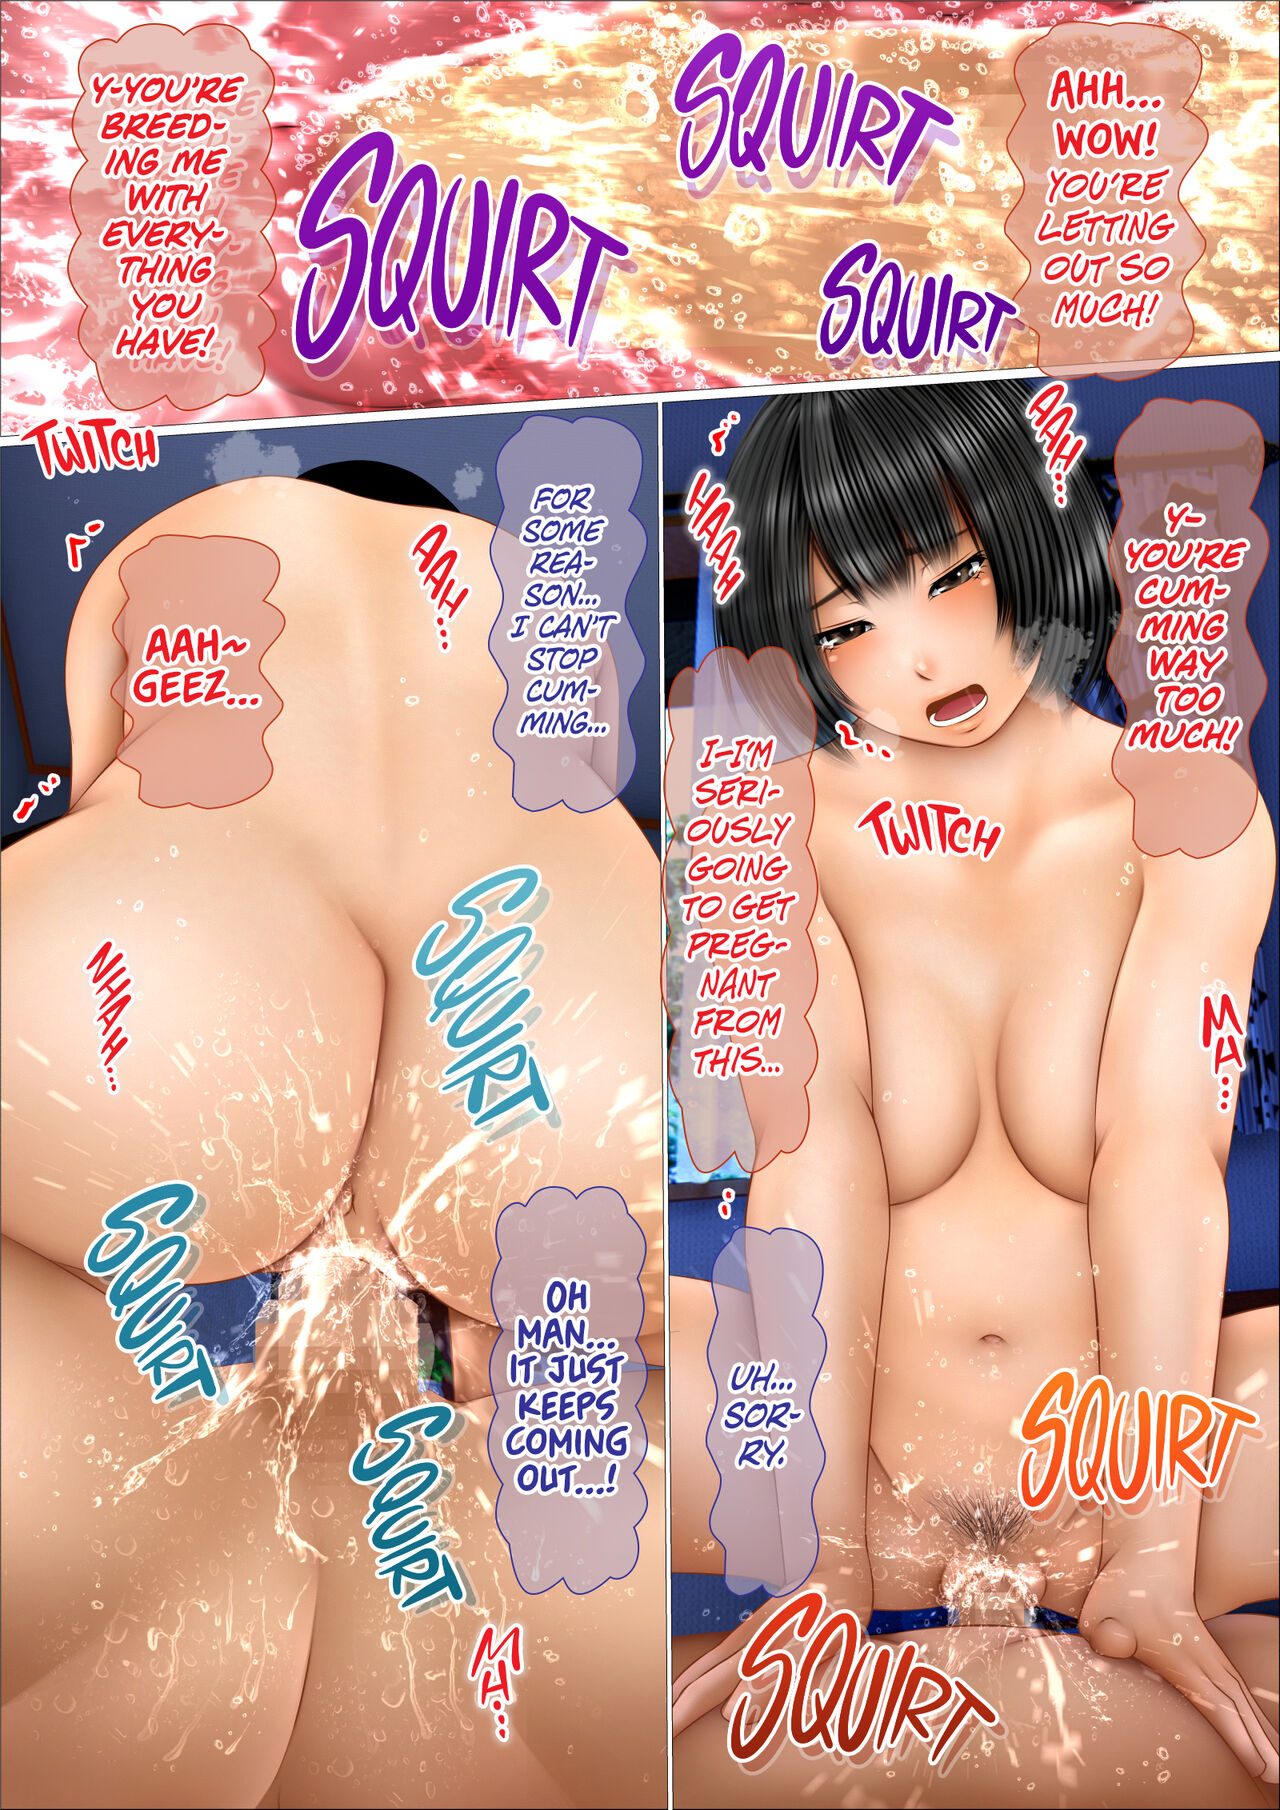 AHH...
WOW!
YOU'RE
LETTING
OUT SO
MUCH!
SQUIRT
SQUIRT
SQUIRT
Y-YOU'RE
BREED-
ING ME
WITH
EVERY-
THING
YOU
HAVE!
AAH...
HAAH
Y-
YOU'RE
CUM-
MING
WAY
TOO
MUCH!
I-I'M
SERI-
OUSLY
GOING
TO GET
PREG-
NANT
FROM
THIS...
TWITCH
MH...
UH...
SOR-
RY.
SQUIRT
SQUIRT
TWITCH
FOR
SOME
REA-
SON...
I CAN'T
STOP
CUM-
MING...
AAH...
AAH~
GEEZ...
SQUIRT
NHAH...
SQUIRT
OH
MAN...
IT JUST
KEEPS
COMING
OUT...!
SQUIRT
MH...